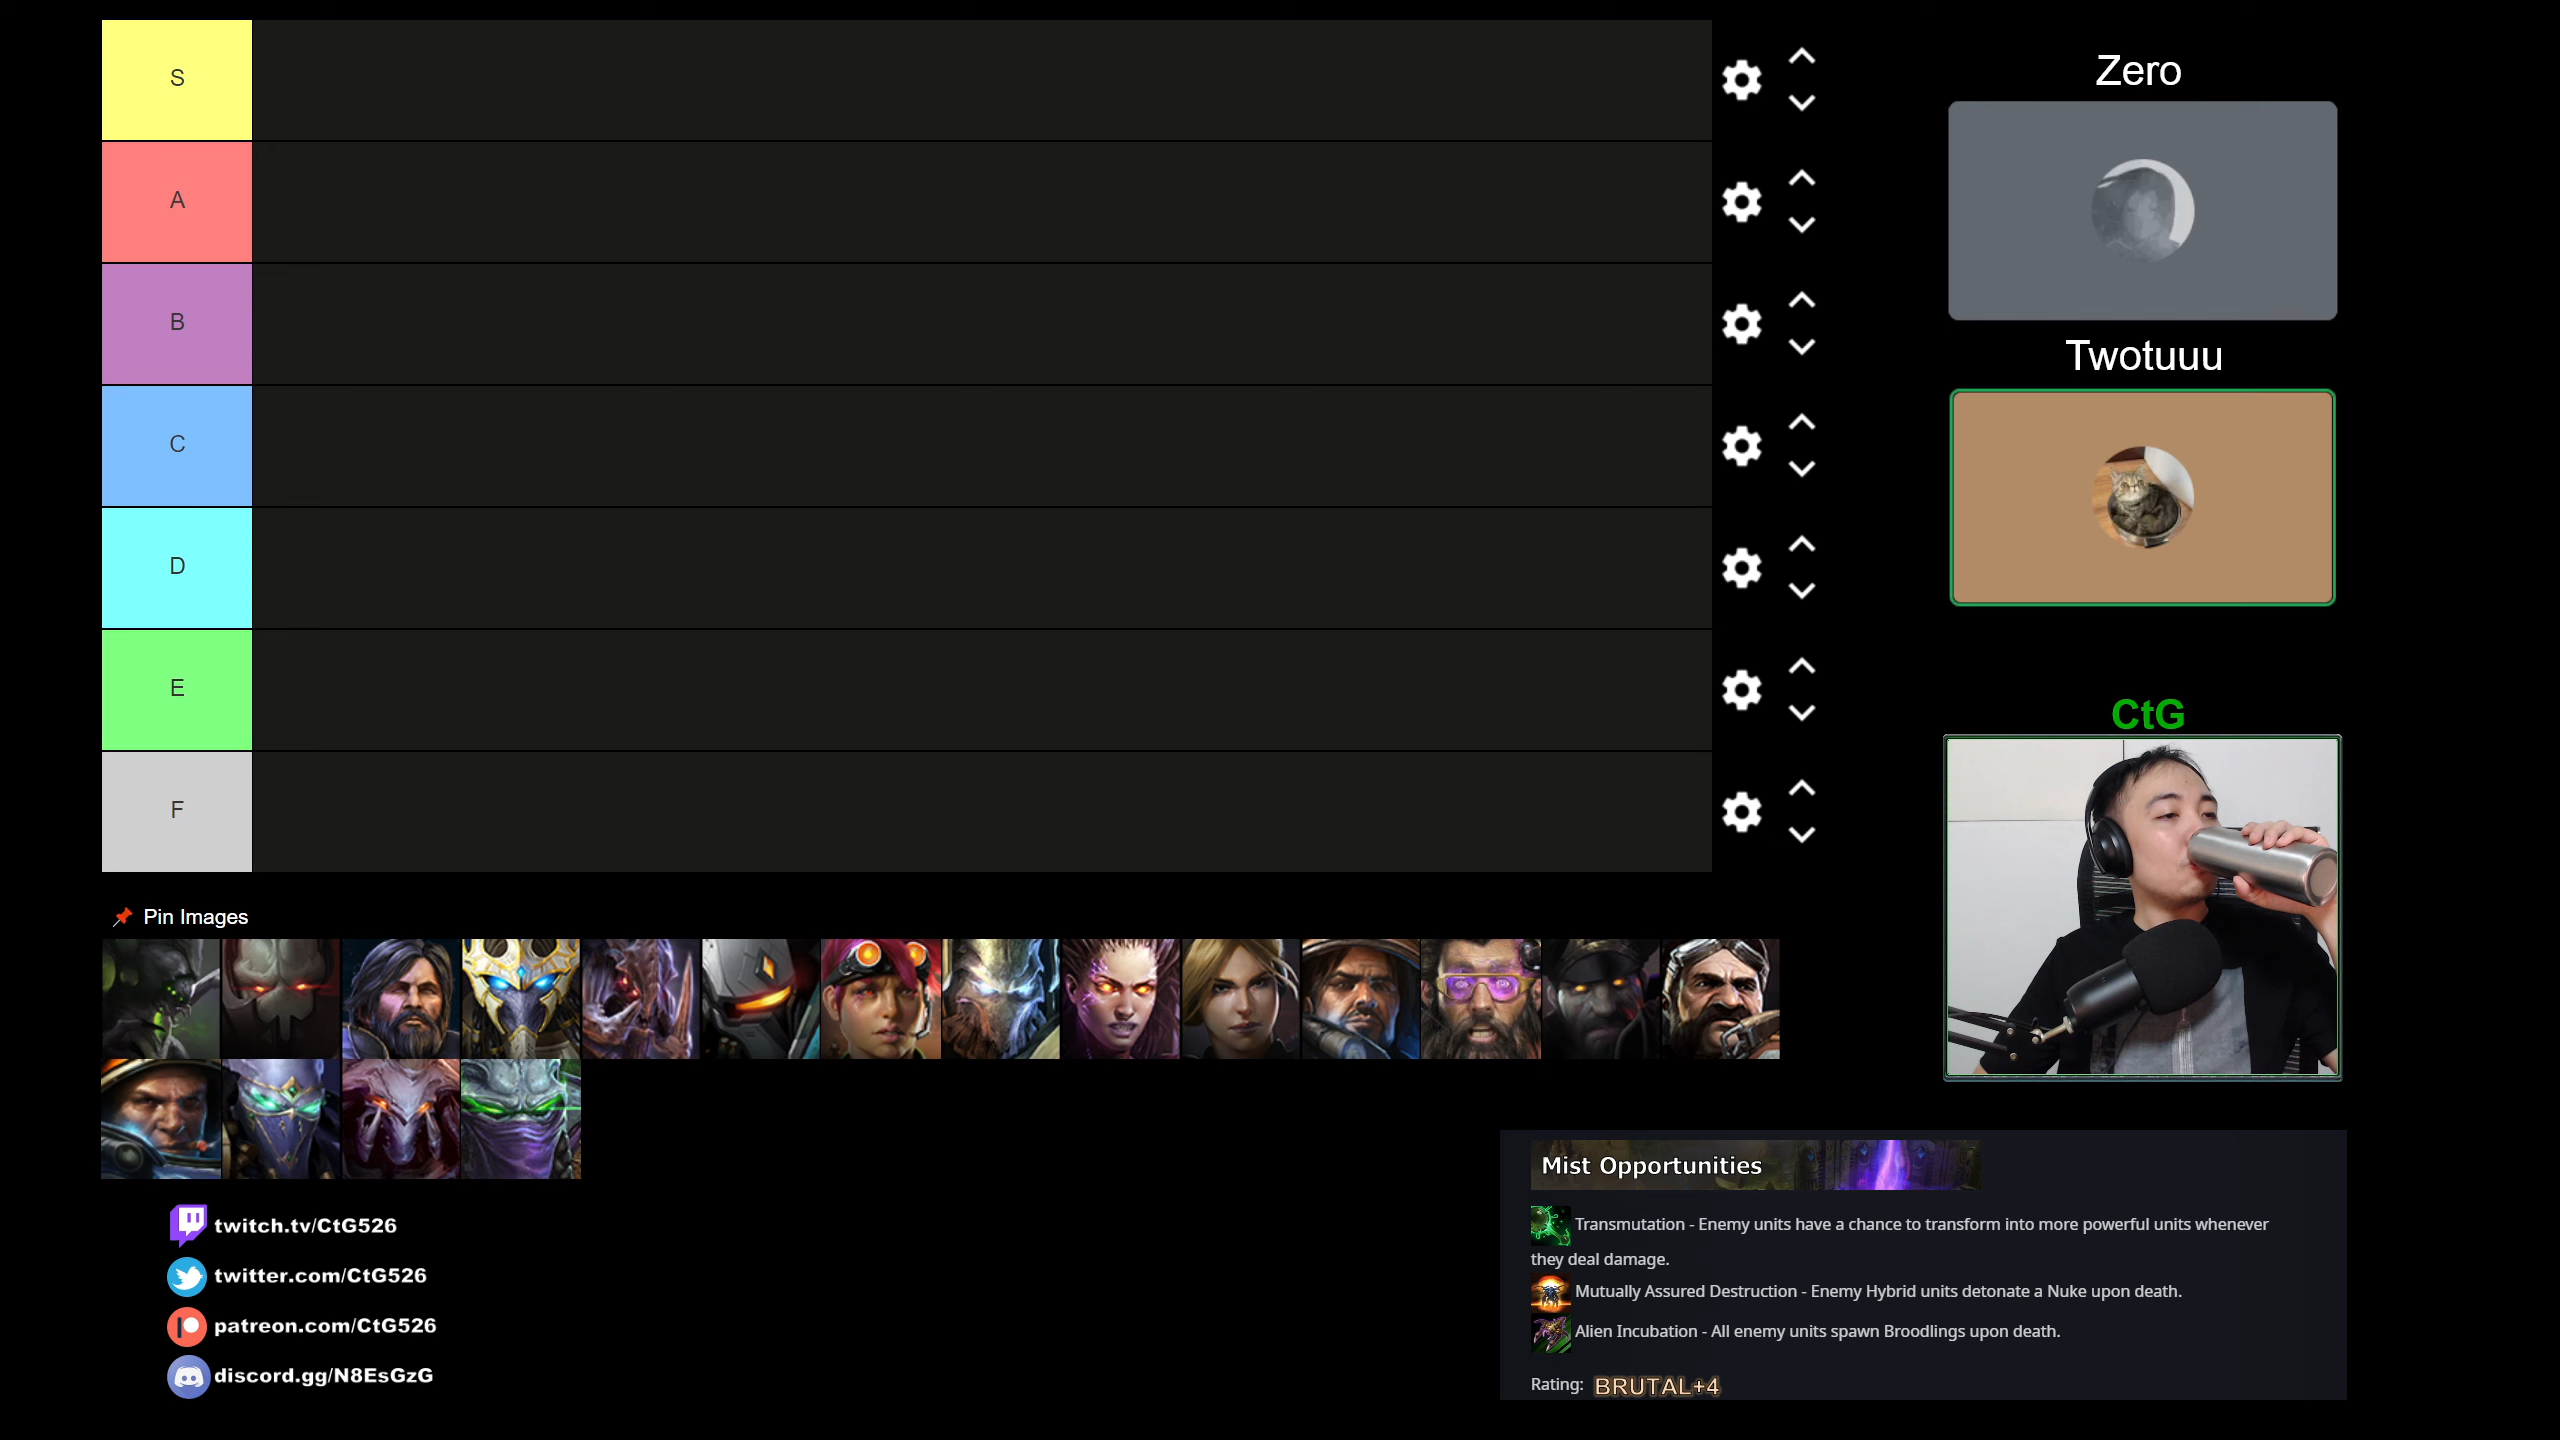 S
A
B
C
D
E
F
Pin Images
Zero
Twotuuu
CtG
twitch.tv/CtG526
twitter.com/CtG526
patreon.com/CtG526
discord.gg/N8EsGzG
Mist Opportunities
Transmutation - Enemy units have a chance to transform into more powerful units whenever
they deal damage.
Mutually Assured Destruction - Enemy Hybrid units detonate a Nuke upon death.
Alien Incubation - All enemy units spawn Broodlings upon death.
Rating: BRUTAL+4